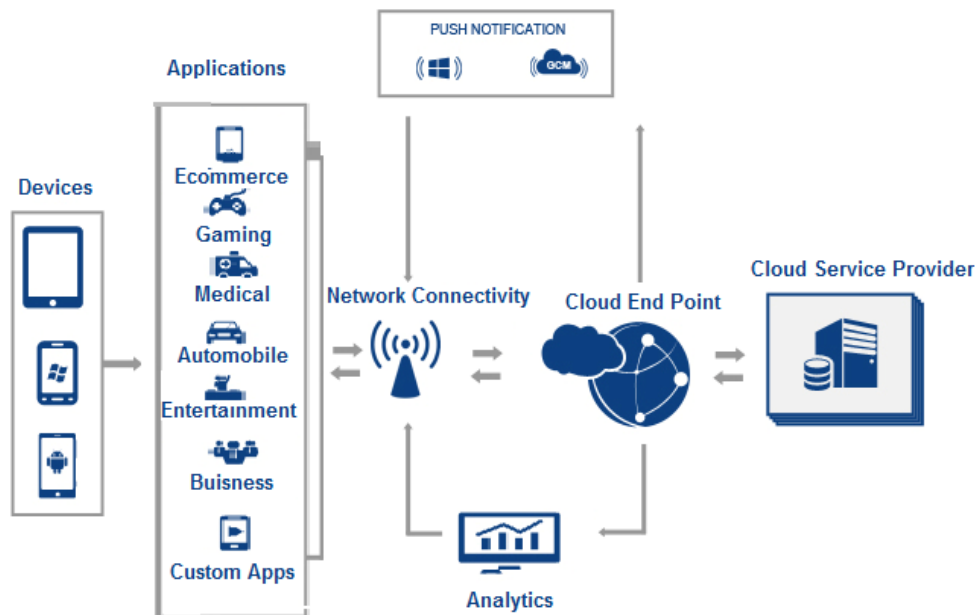 PUSH NOTIFICATION
GCM
Applications
Devices
Ecommerce
Gaming
Medical
Automobile
Entertainment
Buisness
Custom Apps
Network Connectivity
Cloud End Point
Cloud Service Provider
Analytics